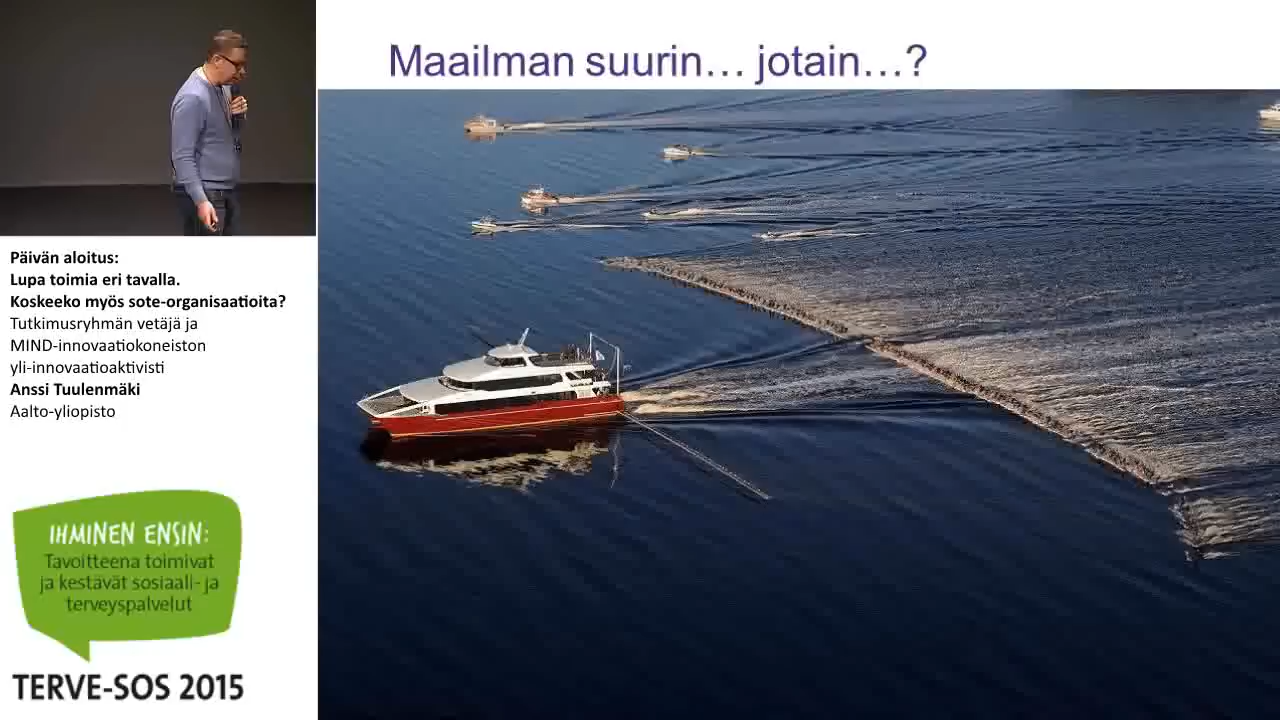 Maailman suurin… jotain…?
Päivän aloitus:
Lupa toimia eri tavalla.
Koskeeko myös sote-organisaatioita?
Tutkimusryhmän vetäjä ja
MIND-innovaatiokoneiston
yli-innovaatioaktivisti
Anssi Tuulenmäki
Aalto-yliopisto
IHMINEN ENSIN:
Tavoitteena toimivat
ja kestävät sosiaali- ja
terveyspalvelut
TERVE-SOS 2015